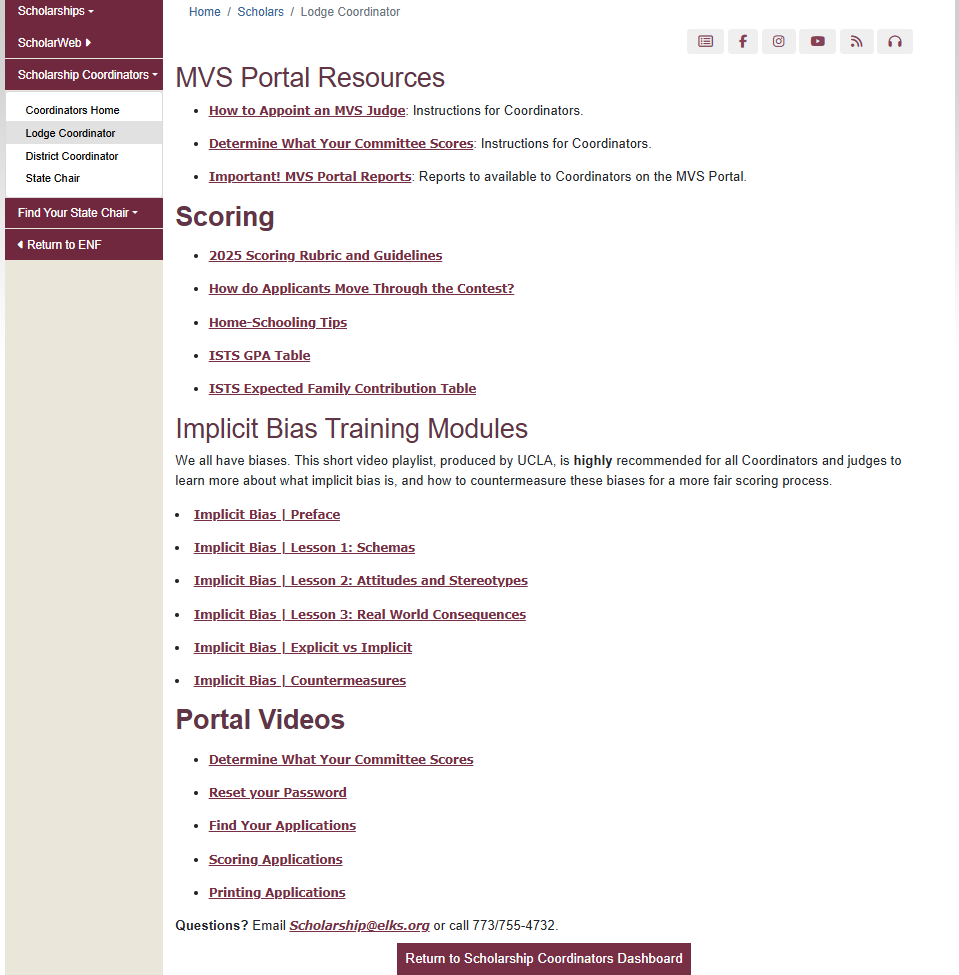 Scholarships
ScholarWeb
Scholarship Coordinators
Coordinators Home
Lodge Coordinator
District Coordinator
State Chair
Find Your State Chair
Return to ENF
Home / Scholars / Lodge Coordinator
MVS Portal Resources
• How to Appoint an MVS Judge: Instructions for Coordinators.
• Determine What Your Committee Scores: Instructions for Coordinators.
• Important! MVS Portal Reports: Reports to available to Coordinators on the MVS Portal.
Scoring
• 2025 Scoring Rubric and Guidelines
• How do Applicants Move Through the Contest?
• Home-Schooling Tips
• ISTS GPA Table
• ISTS Expected Family Contribution Table
Implicit Bias Training Modules
We all have biases. This short video playlist, produced by UCLA, is highly recommended for all Coordinators and judges to
learn more about what implicit bias is, and how to countermeasure these biases for a more fair scoring process.
• Implicit Bias | Preface
• Implicit Bias | Lesson 1: Schemas
• Implicit Bias | Lesson 2: Attitudes and Stereotypes
• Implicit Bias | Lesson 3: Real World Consequences
• Implicit Bias | Explicit vs Implicit
• Implicit Bias | Countermeasures
Portal Videos
• Determine What Your Committee Scores
• Reset your Password
• Find Your Applications
• Scoring Applications
• Printing Applications
Questions? Email Scholarship@elks.org or call 773/755-4732.
Return to Scholarship Coordinators Dashboard